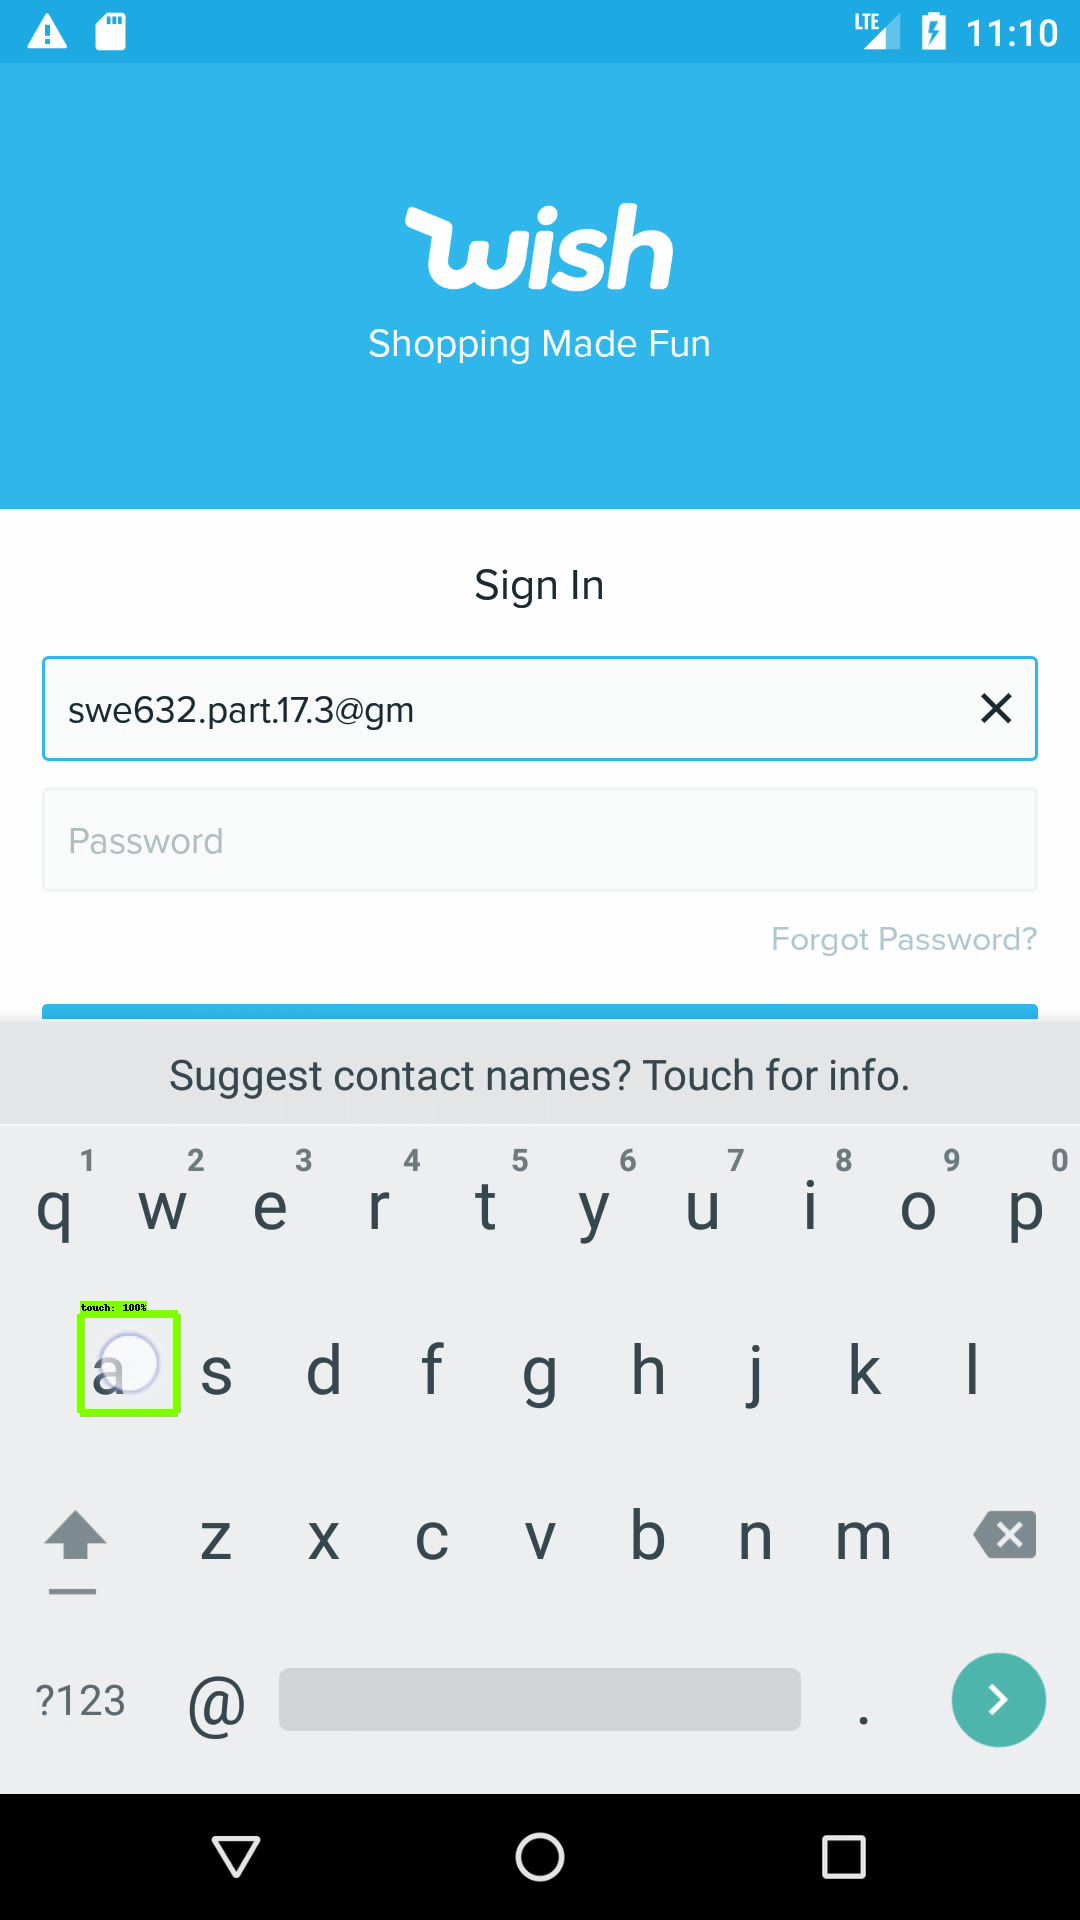 LTE 11:10
wish
Shopping Made Fun
Sign In
swe632.part.17.3@gm
Password
Forgot Password?
Suggest contact names? Touch for info.
1 2 3 4 5 6 7 8 9 0
q w e r t y u i o p
touch: 100%
a s d f g h j k l
z x c v b n m
?123 @ .